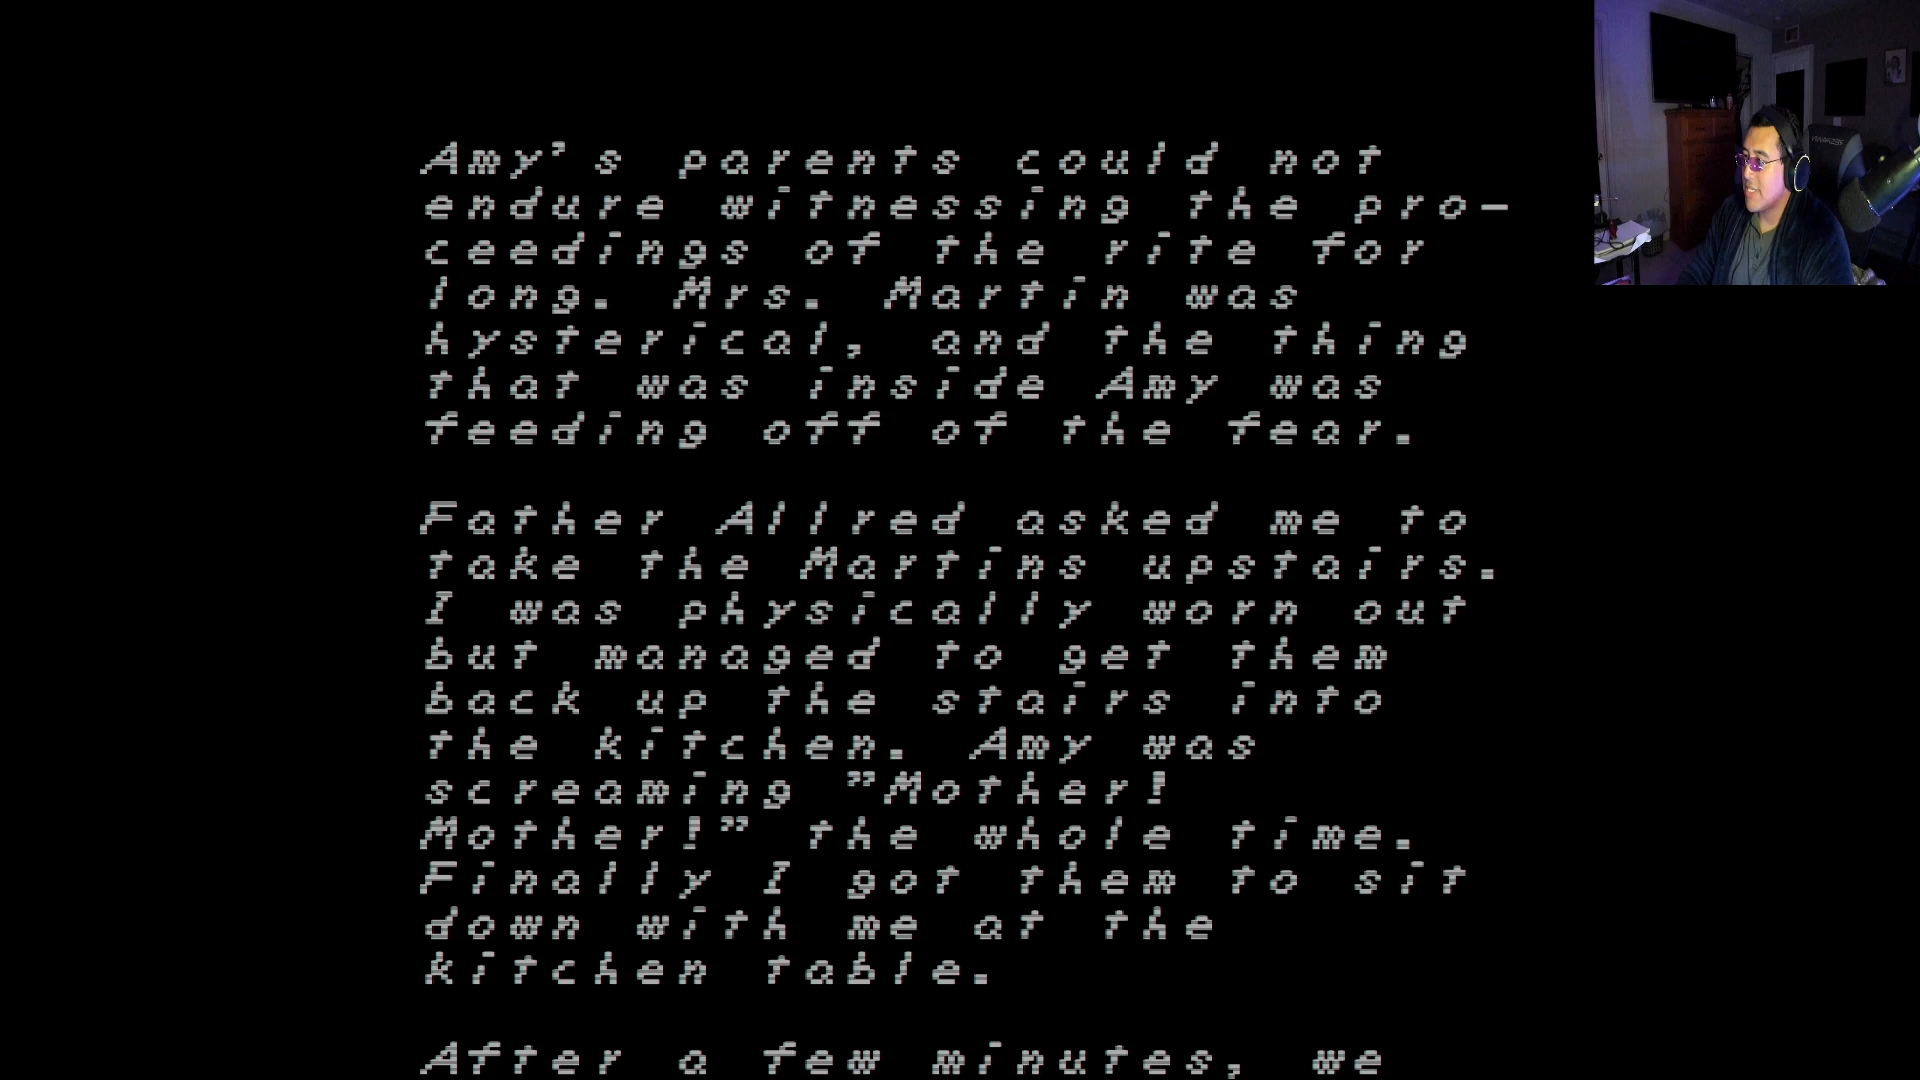 Amy's parents could not
endure witnessing the pro-
ceedings of the rite for
long. Mrs. Martin was
hysterical, and the thing
that was inside Amy was
feeding off of the fear.
Father Allred asked me to
take the Martins upstairs.
I was physically worn out
but managed to get them
back up the stairs into
the kitchen. Amy was
screaming "Mother!
Mother!" the whole time.
Finally I got them to sit
down with me at the
kitchen table.
After a few minutes, we